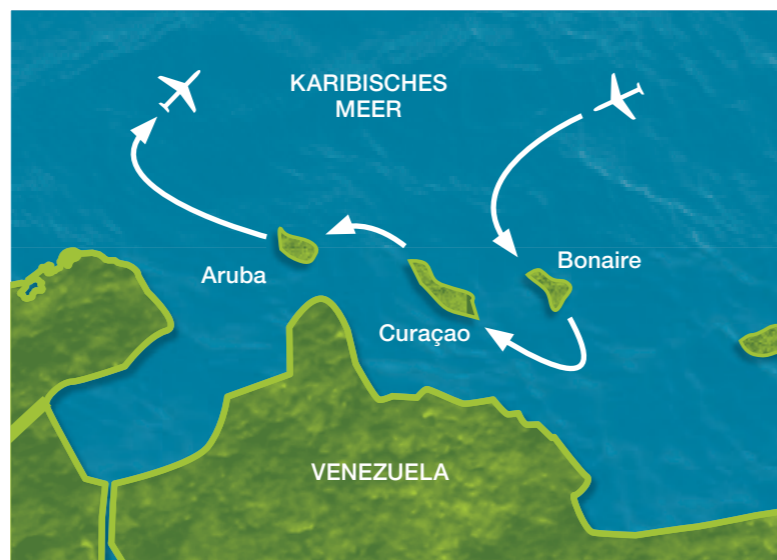 KARIBISCHES
MEER
Bonaire
Aruba
Curaçao
VENEZUELA